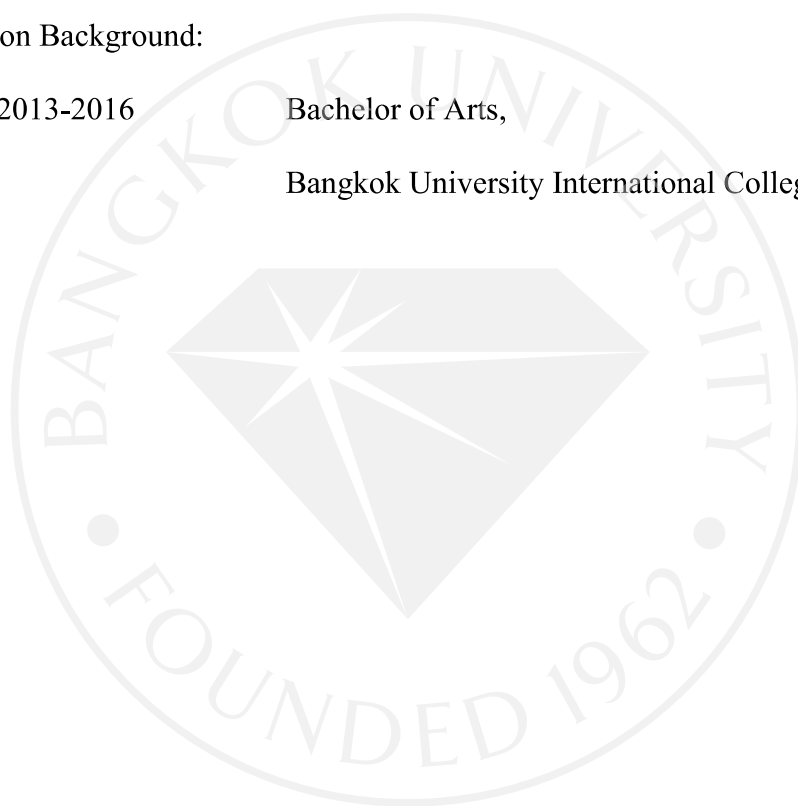 on Background:
2013-2016 Bachelor of Arts,
Bangkok University International Colleg
BANGKOK UNIVERSITY
• FOUNDED 1962 •